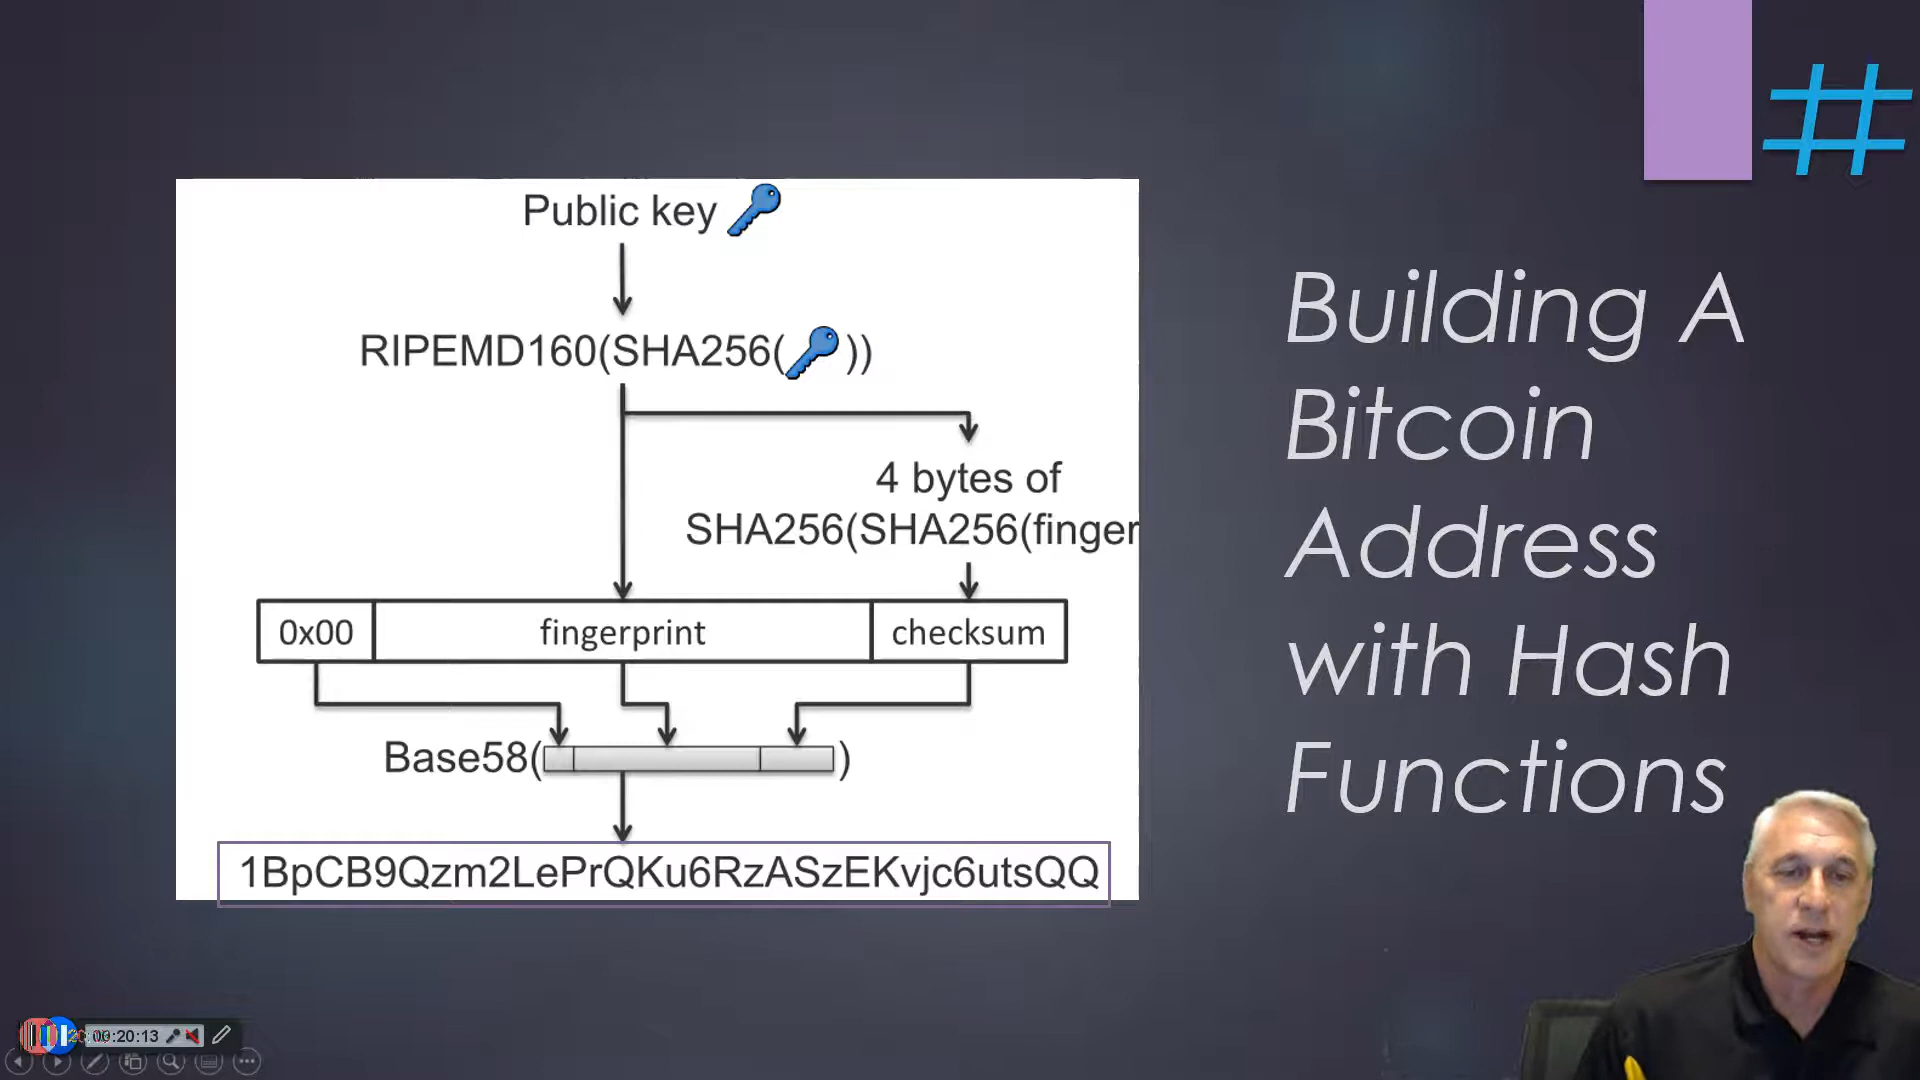 #
Public key
RIPEMD160(SHA256( ))
4 bytes of
SHA256(SHA256(finger
0x00 fingerprint checksum
Base58( )
1BpCB9Qzm2LePrQKu6RzASzEKvjc6utsQQ
Building A
Bitcoin
Address
with Hash
Functions